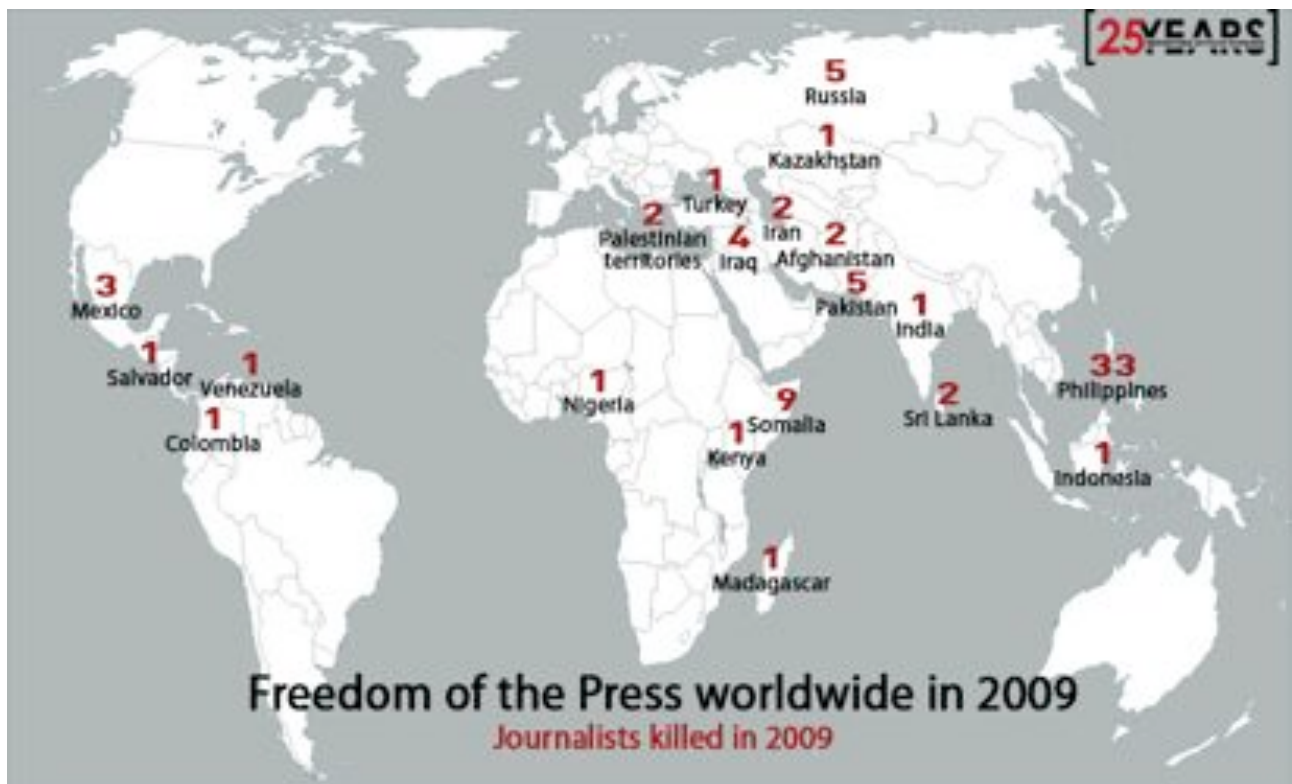 [25YEARS]
5
Russia
1
Kazakhstan
1
Turkey
2
Iran
2
Palestinian
territories
4
Iraq
2
Afghanistan
5
Pakistan
1
India
3
Mexico
1
Salvador
1
Venezuela
1
Colombia
1
Nigeria
9
Somalia
1
Kenya
2
Sri Lanka
33
Philippines
1
Indonesia
1
Madagascar
Freedom of the Press worldwide in 2009
Journalists killed in 2009